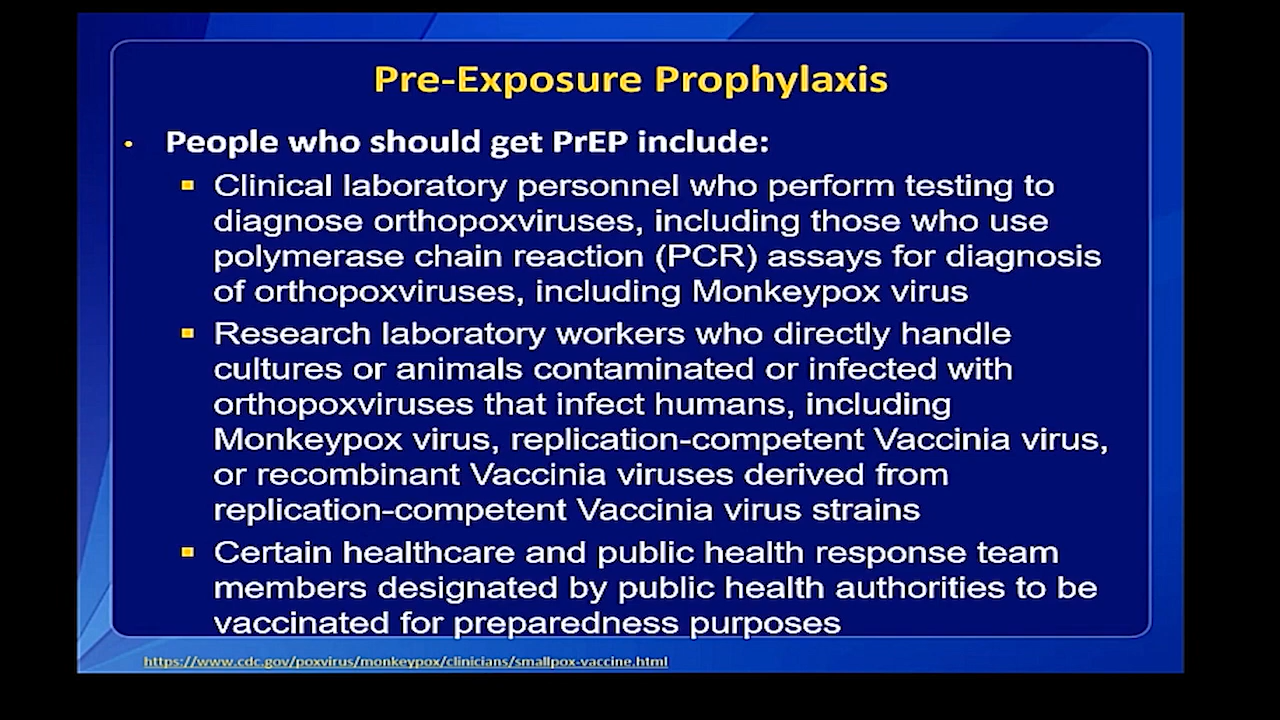 Pre-Exposure Prophylaxis
• People who should get PrEP include:
▪ Clinical laboratory personnel who perform testing to
diagnose orthopoxviruses, including those who use
polymerase chain reaction (PCR) assays for diagnosis
of orthopoxviruses, including Monkeypox virus
▪ Research laboratory workers who directly handle
cultures or animals contaminated or infected with
orthopoxviruses that infect humans, including
Monkeypox virus, replication-competent Vaccinia virus,
or recombinant Vaccinia viruses derived from
replication-competent Vaccinia virus strains
▪ Certain healthcare and public health response team
members designated by public health authorities to be
vaccinated for preparedness purposes
https://www.cdc.gov/poxvirus/monkeypox/clinicians/smallpox-vaccine.html